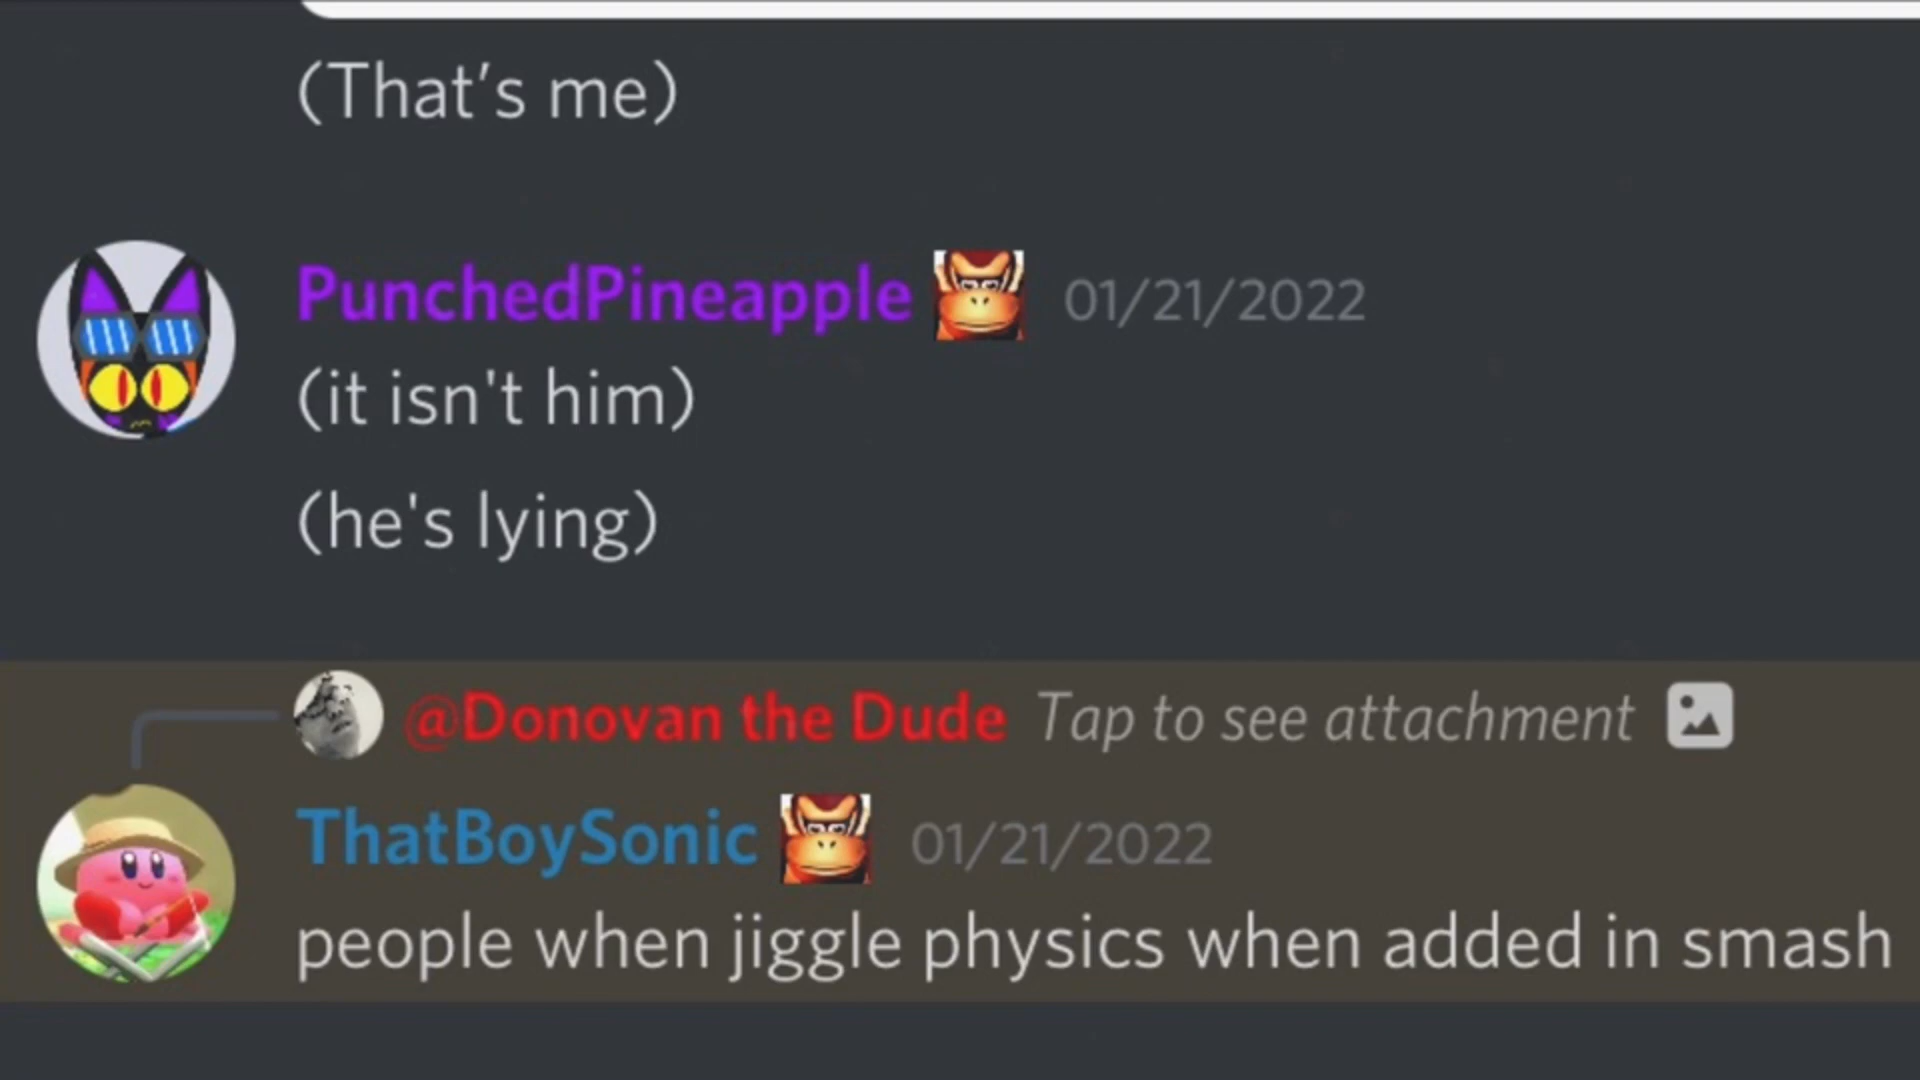 (That’s me)
PunchedPineapple 01/21/2022
(it isn't him)
(he's lying)
@Donovan the Dude Tap to see attachment
ThatBoySonic 01/21/2022
people when jiggle physics when added in smash